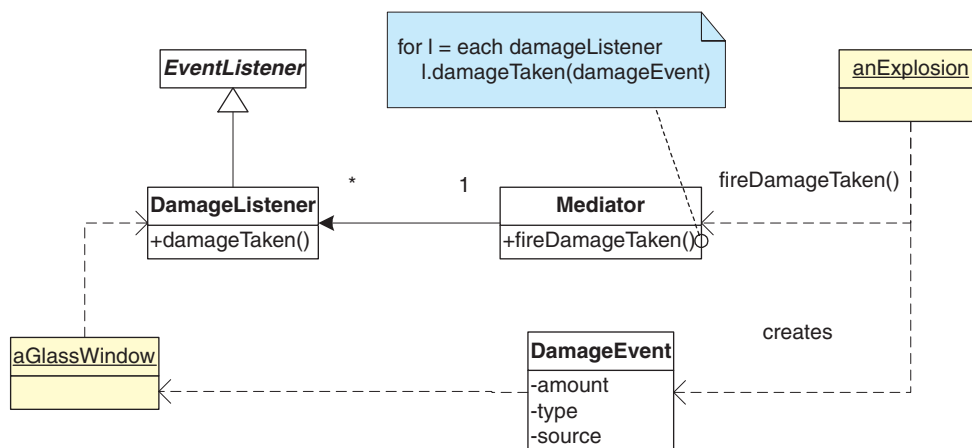 for l = each damageListener
l.damageTaken(damageEvent)
EventListener
anExplosion
*
1
fireDamageTaken()
DamageListener
+damageTaken()
Mediator
+fireDamageTaken()
creates
aGlassWindow
DamageEvent
-amount
-type
-source